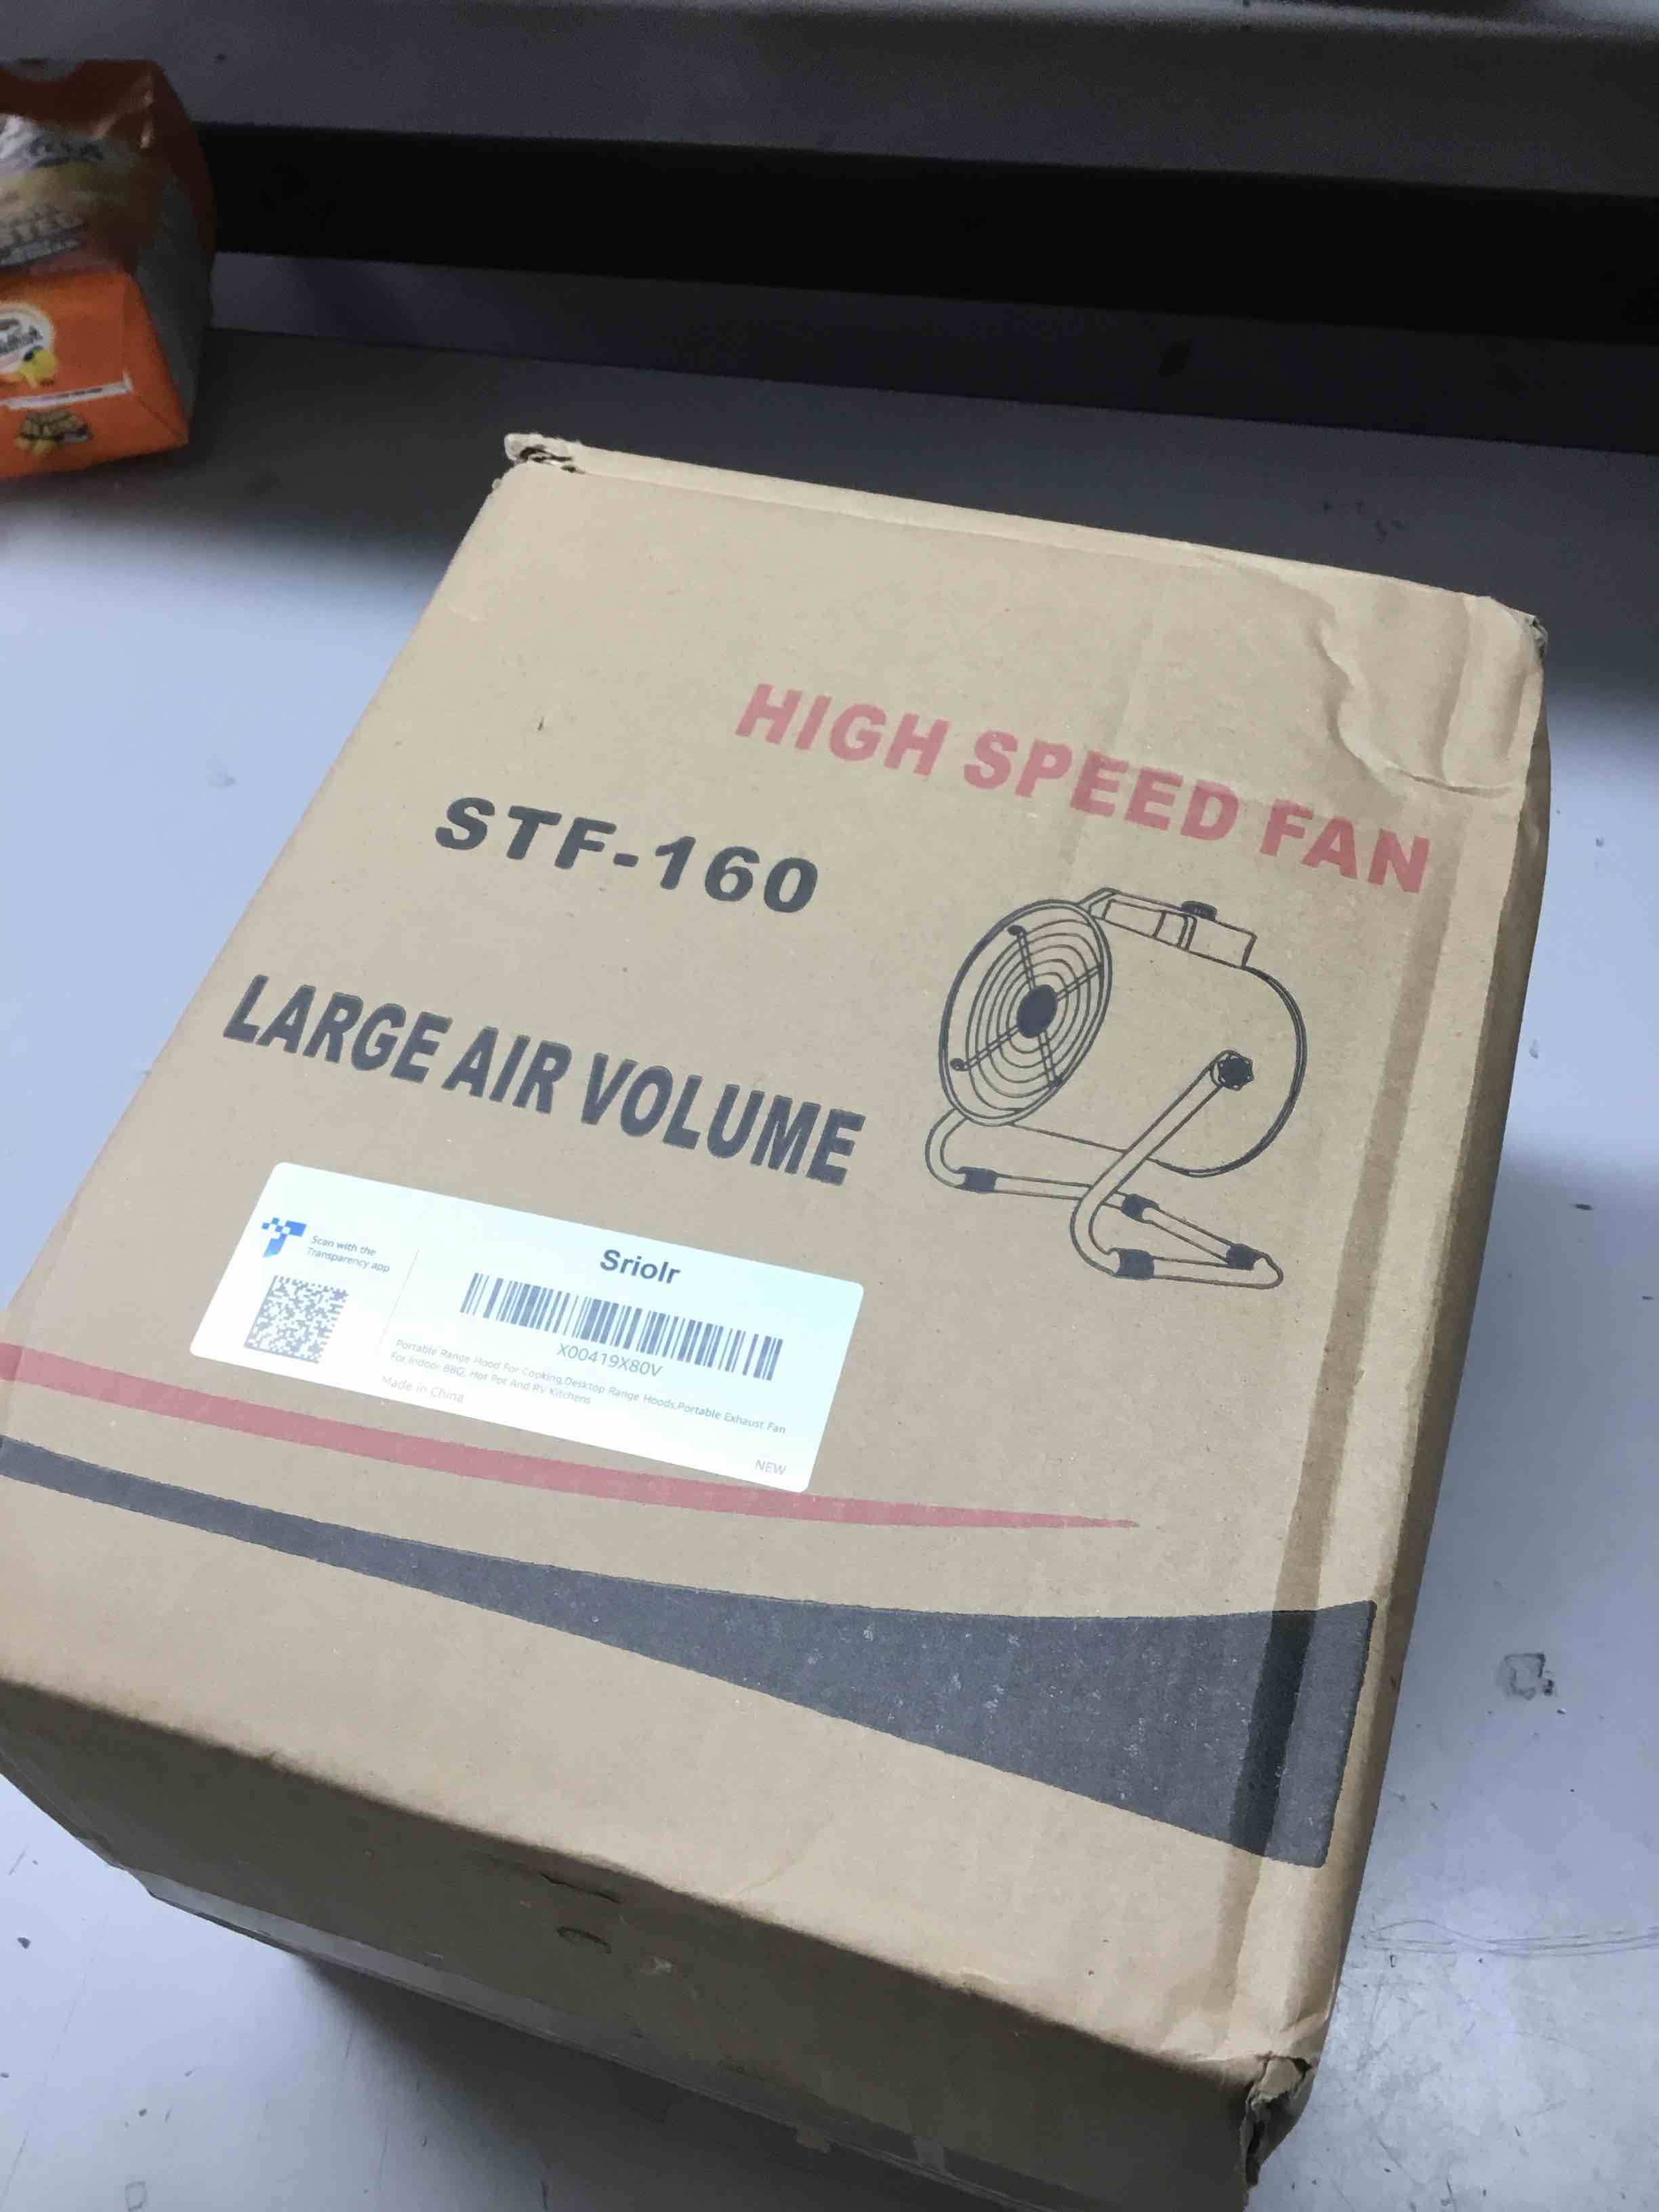 HIGH SPEED FAN
STF-160
LARGE AIR VOLUME
Scan with the
Transparency app
Sriolr
X00419X80V
Portable Range Hood For Cooking,Desktop Range Hoods,Portable Exhaust Fan
For Indoor BBQ, Hot Pot And RV Kitchens
Made in China
NEW